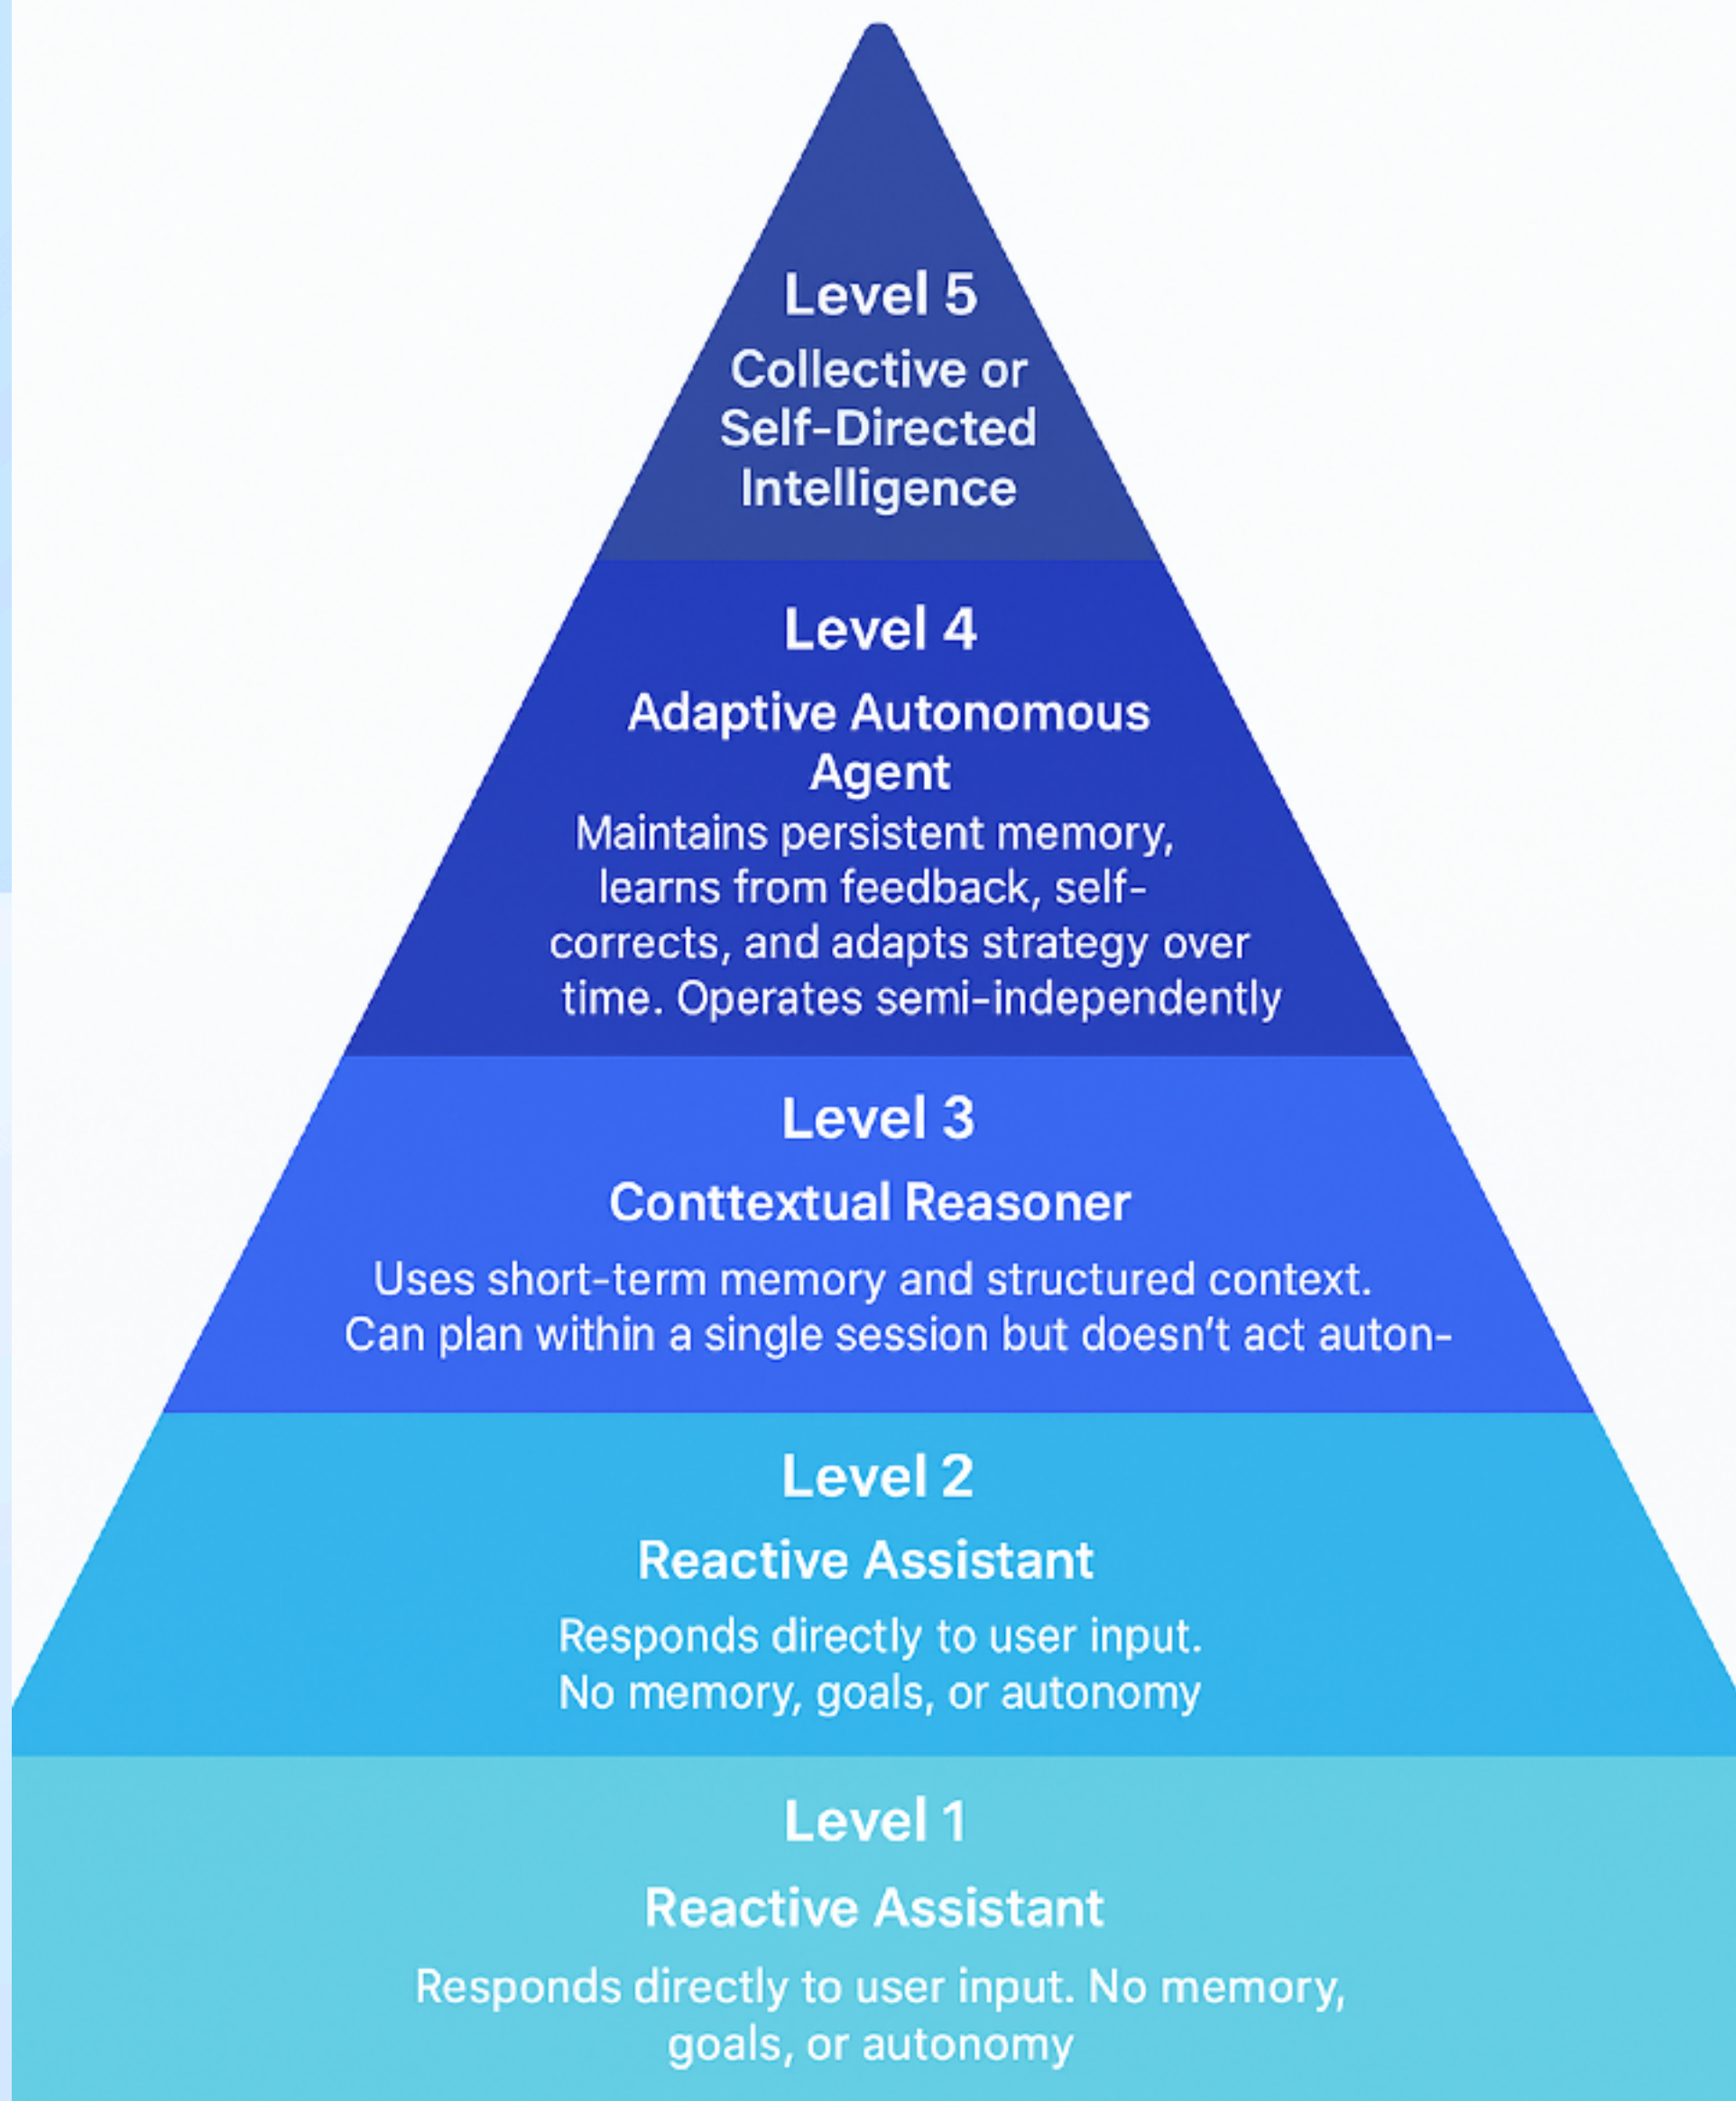 Level 5
Collective or
Self-Directed
Intelligence
Level 4
Adaptive Autonomous
Agent
Maintains persistent memory,
learns from feedback, self-
corrects, and adapts strategy over
time. Operates semi-independently
Level 3
Conttextual Reasoner
Uses short-term memory and structured context.
Can plan within a single session but doesn't act auton-
Level 2
Reactive Assistant
Responds directly to user input.
No memory, goals, or autonomy
Level 1
Reactive Assistant
Responds directly to user input. No memory,
goals, or autonomy